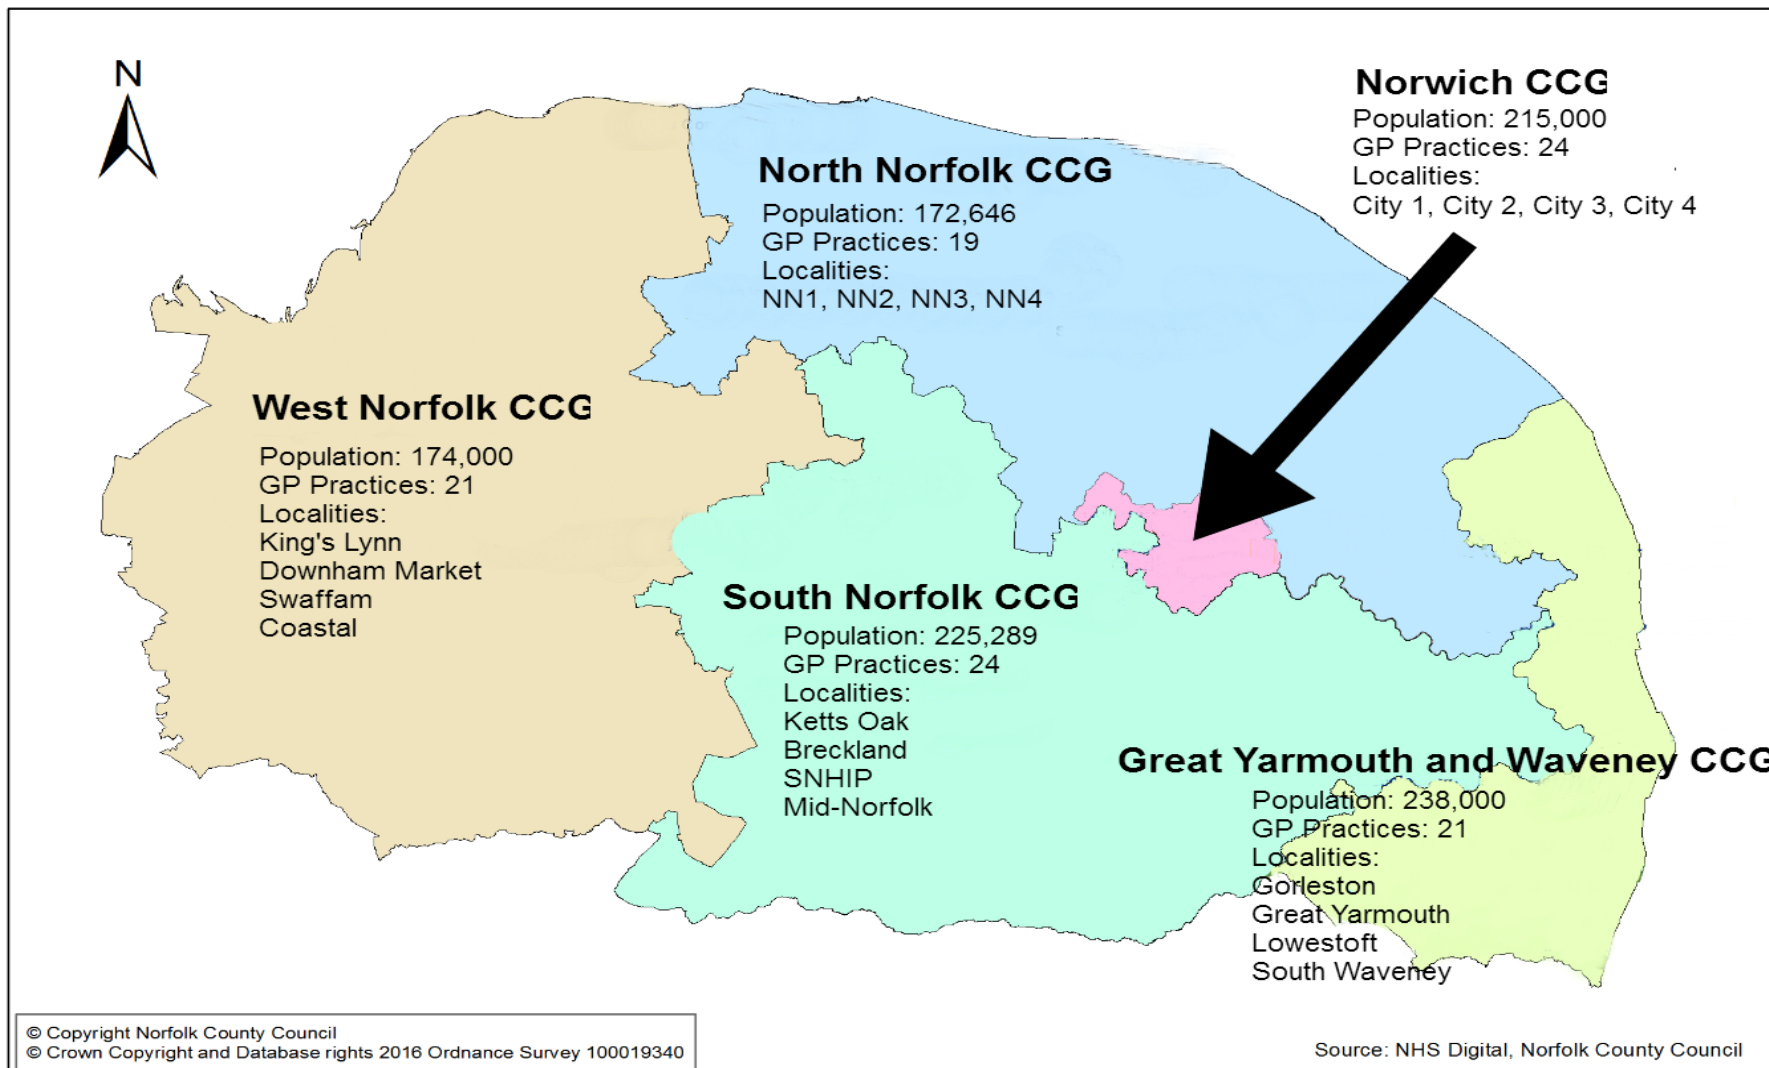 N
Norwich CCG
Population: 215,000
GP Practices: 24
Localities:
City 1, City 2, City 3, City 4
North Norfolk CCG
Population: 172,646
GP Practices: 19
Localities:
NN1, NN2, NN3, NN4
West Norfolk CCG
Population: 174,000
GP Practices: 21
Localities:
King's Lynn
Downham Market
Swaffam
Coastal
South Norfolk CCG
Population: 225,289
GP Practices: 24
Localities:
Ketts Oak
Breckland
SNHIP
Mid-Norfolk
Great Yarmouth and Waveney CCG
Population: 238,000
GP Practices: 21
Localities:
Gorleston
Great Yarmouth
Lowestoft
South Waveney
© Copyright Norfolk County Council
© Crown Copyright and Database rights 2016 Ordnance Survey 100019340
Source: NHS Digital, Norfolk County Council